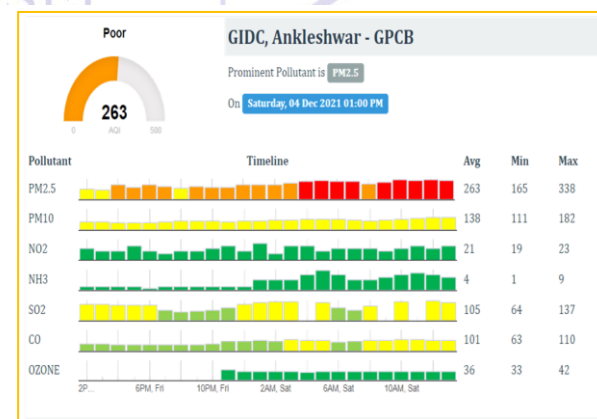 Poor
GIDC, Ankleshwar - GPCB
Prominent Pollutant is PM2.5
On Saturday, 04 Dec 2021 01:00 PM
263
0 AQI 500
Pollutant Timeline Avg Min Max
PM2.5 263 165 338
PM10 138 111 182
NO2 21 19 23
NH3 4 1 9
SO2 105 64 137
CO 101 63 110
OZONE 36 33 42
2P... 6PM, Fri 10PM, Fri 2AM, Sat 6AM, Sat 10AM, Sat